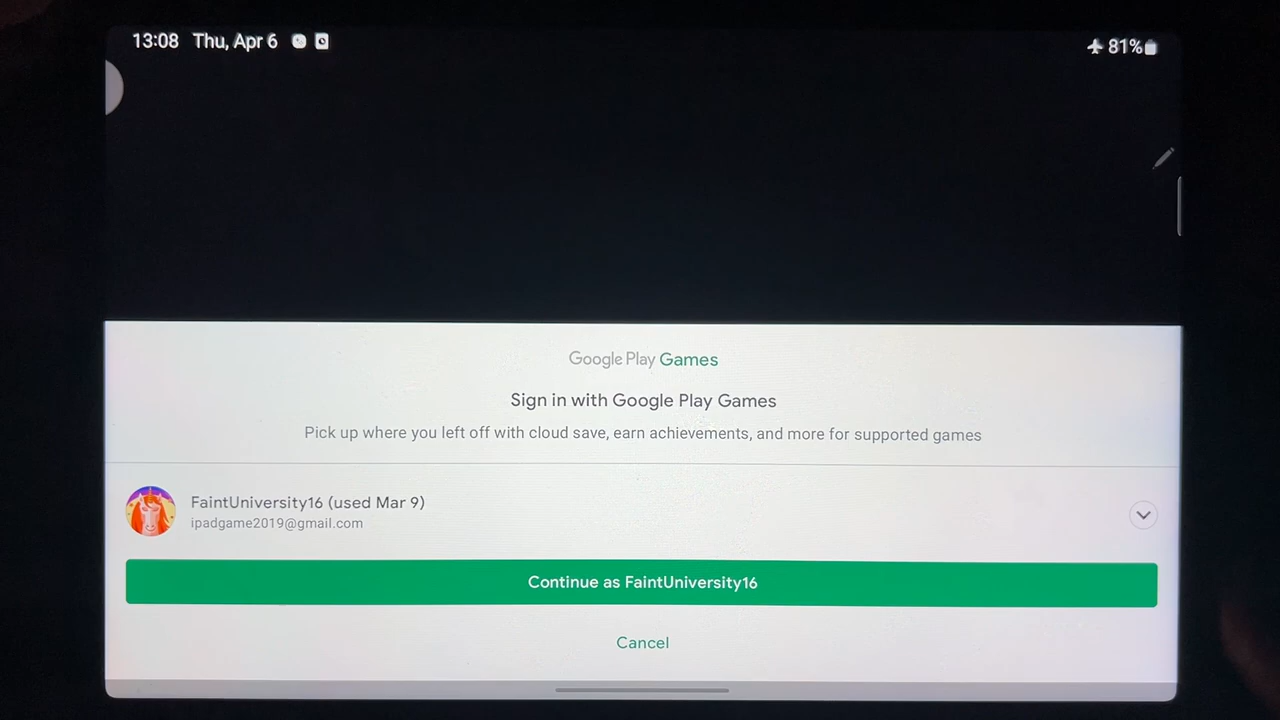 13:08 Thu, Apr 6
81%
Google Play Games
Sign in with Google Play Games
Pick up where you left off with cloud save, earn achievements, and more for supported games
FaintUniversity16 (used Mar 9)
ipadgame2019@gmail.com
Continue as FaintUniversity16
Cancel